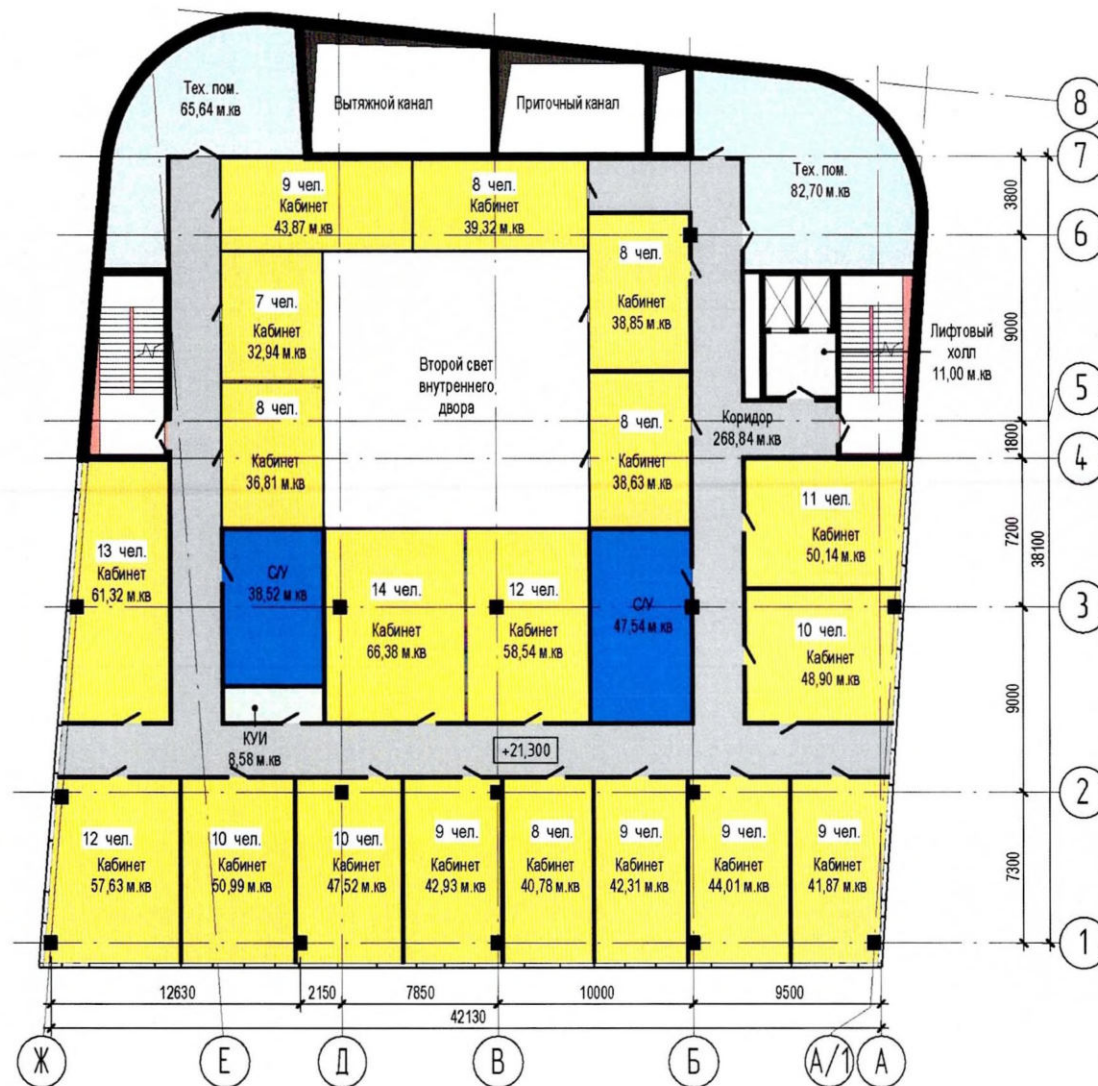 Тех. пом.
65,64 м.кв
Вытяжной канал
Приточный канал
8
7
Тех. пом.
82,70 м.кв
9 чел.
Кабинет
43,87 м.кв
8 чел.
Кабинет
39,32 м.кв
3800
6
8 чел.
Кабинет
38,85 м.кв
7 чел.
Кабинет
32,94 м.кв
Второй свет
внутреннего
двора
Лифтовый
холл
11,00 м.кв
9000
5
8 чел.
Кабинет
36,81 м.кв
8 чел.
Кабинет
38,63 м.кв
Коридор
268,84 м.кв
1800
4
11 чел.
Кабинет
50,14 м.кв
7200
38100
13 чел.
Кабинет
61,32 м.кв
С/У
38,52 м.кв
14 чел.
Кабинет
66,38 м.кв
12 чел.
Кабинет
58,54 м.кв
С/У
47,54 м.кв
3
10 чел.
Кабинет
48,90 м.кв
90000
КУИ
8,58 м.кв
+21,300
2
12 чел.
Кабинет
57,63 м.кв
10 чел.
Кабинет
50,99 м.кв
10 чел.
Кабинет
47,52 м.кв
9 чел.
Кабинет
42,93 м.кв
8 чел.
Кабинет
40,78 м.кв
9 чел.
Кабинет
42,31 м.кв
9 чел.
Кабинет
44,01 м.кв
9 чел.
Кабинет
41,87 м.кв
7300
1
12630
2150
7850
10000
9500
42130
Ж
Е
Д
В
Б
А/1
А